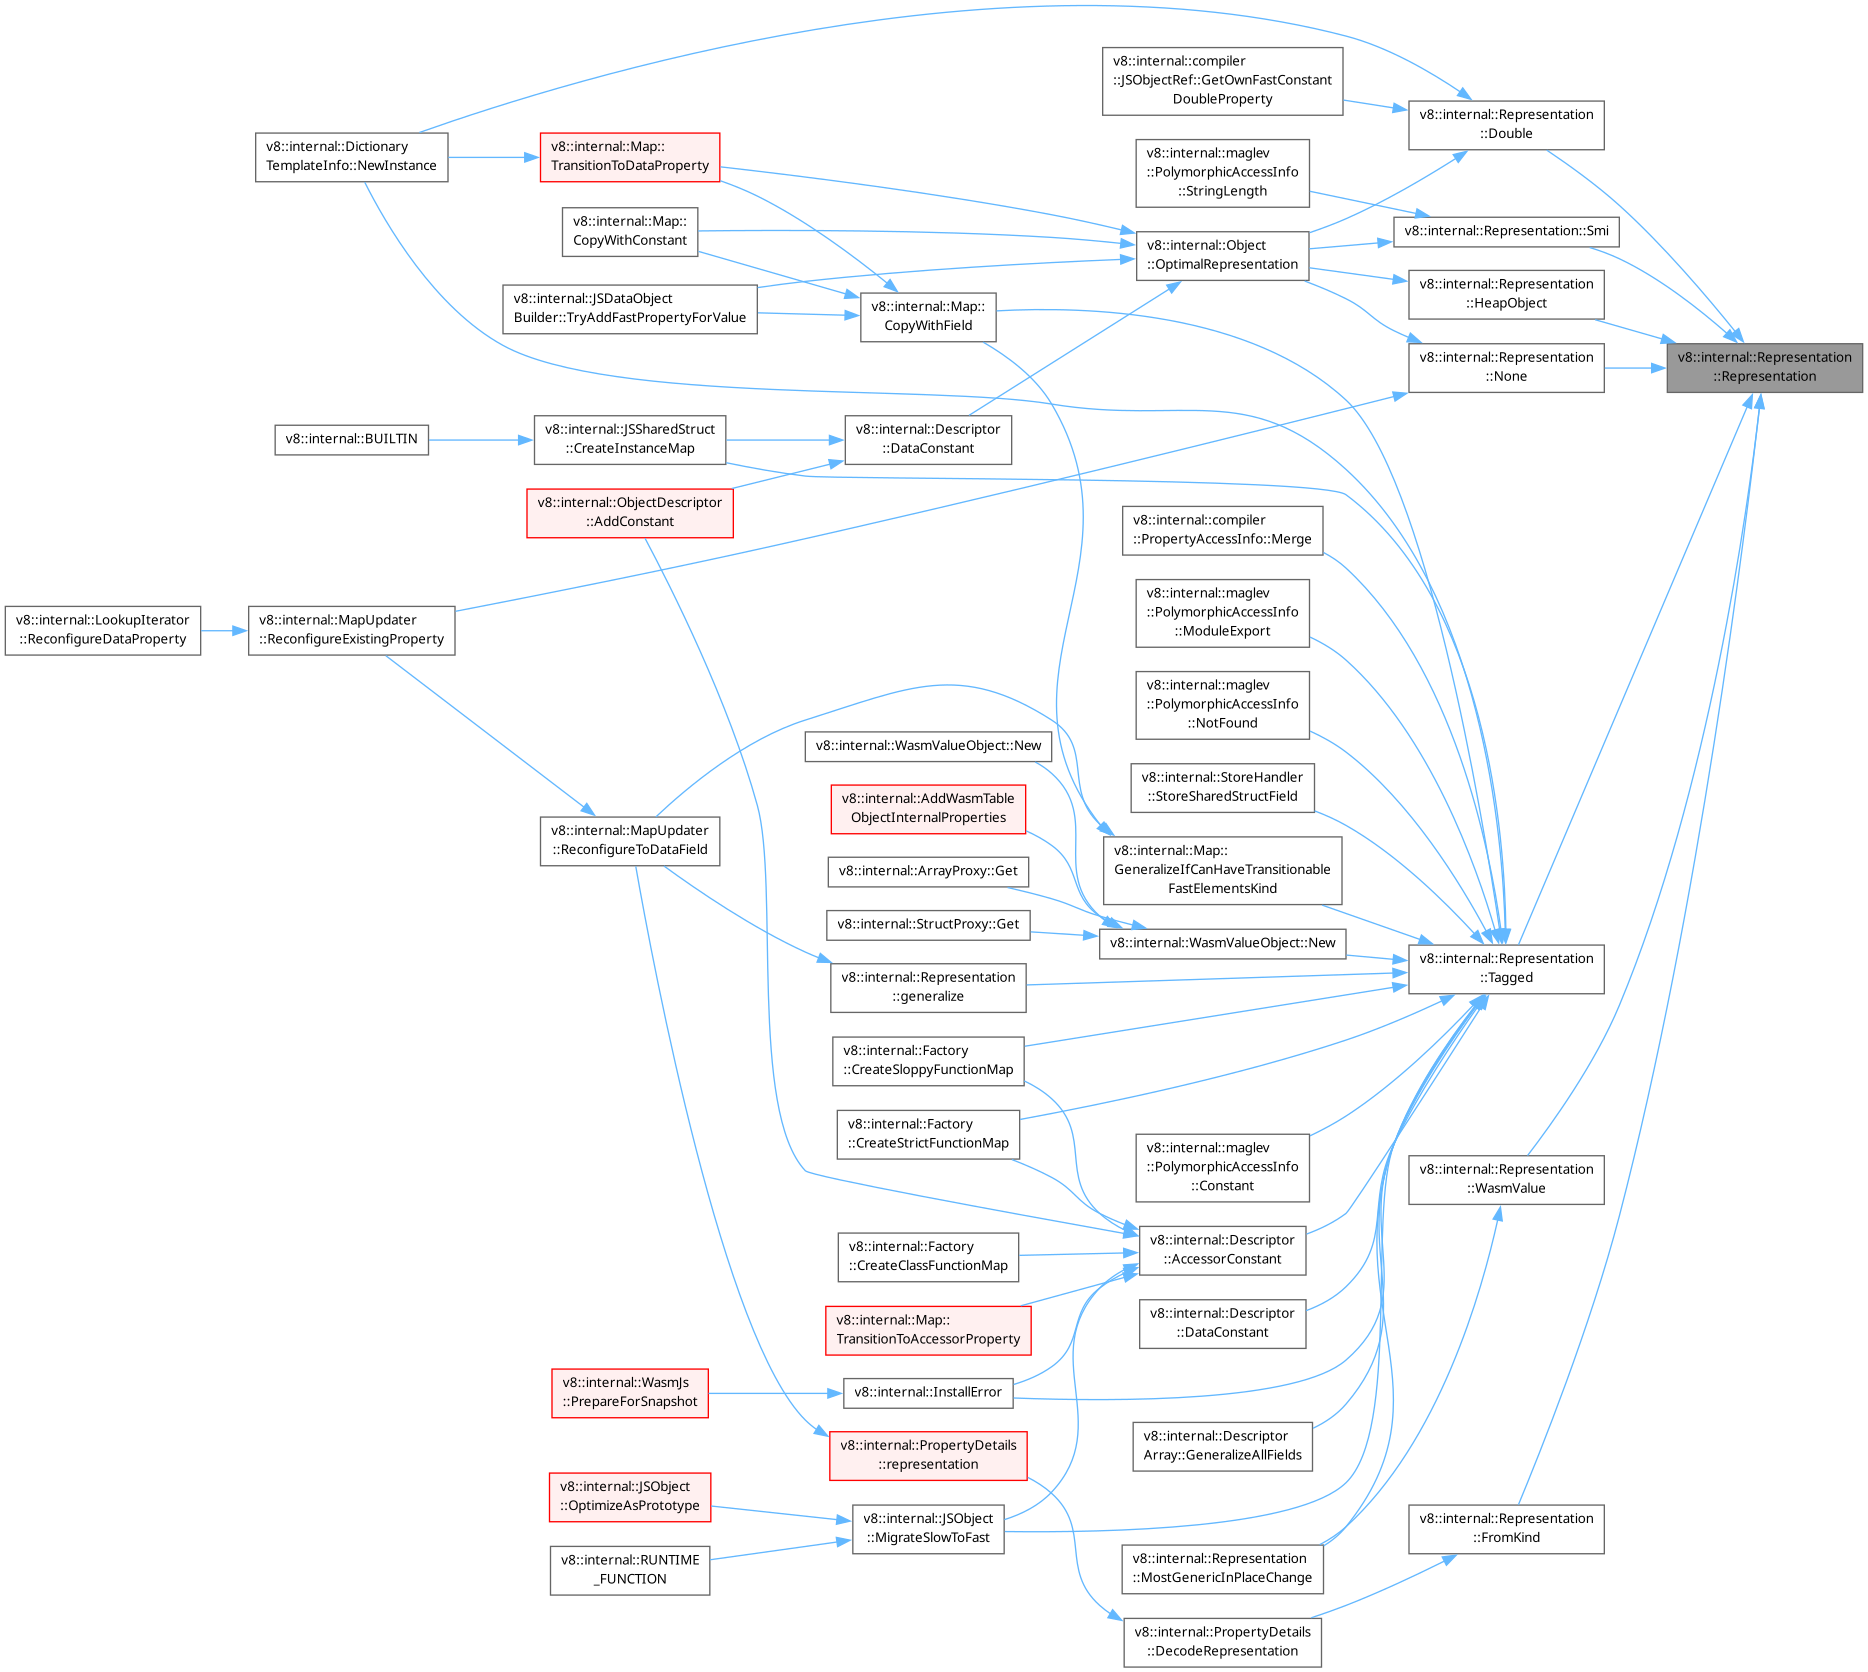 v8::internal::compiler
::JSObjectRef::GetOwnFastConstant
DoubleProperty
v8::internal::Representation
::Double
v8::internal::Dictionary
TemplateInfo::NewInstance
v8::internal::Map::
TransitionToDataProperty
v8::internal::maglev
::PolymorphicAccessInfo
::StringLength
v8::internal::Map::
CopyWithConstant
v8::internal::Object
::OptimalRepresentation
v8::internal::Representation::Smi
v8::internal::JSDataObject
Builder::TryAddFastPropertyForValue
v8::internal::Map::
CopyWithField
v8::internal::Representation
::HeapObject
v8::internal::Representation
::None
v8::internal::Representation
::Representation
v8::internal::BUILTIN
v8::internal::JSSharedStruct
::CreateInstanceMap
v8::internal::Descriptor
::DataConstant
v8::internal::ObjectDescriptor
::AddConstant
v8::internal::compiler
::PropertyAccessInfo::Merge
v8::internal::LookupIterator
::ReconfigureDataProperty
v8::internal::MapUpdater
::ReconfigureExistingProperty
v8::internal::maglev
::PolymorphicAccessInfo
::ModuleExport
v8::internal::maglev
::PolymorphicAccessInfo
::NotFound
v8::internal::WasmValueObject::New
v8::internal::StoreHandler
::StoreSharedStructField
v8::internal::AddWasmTable
ObjectInternalProperties
v8::internal::MapUpdater
::ReconfigureToDataField
v8::internal::Map::
GeneralizeIfCanHaveTransitionable
FastElementsKind
v8::internal::ArrayProxy::Get
v8::internal::StructProxy::Get
v8::internal::WasmValueObject::New
v8::internal::Representation
::Tagged
v8::internal::Representation
::generalize
v8::internal::Factory
::CreateSloppyFunctionMap
v8::internal::Factory
::CreateStrictFunctionMap
v8::internal::maglev
::PolymorphicAccessInfo
::Constant
v8::internal::Representation
::WasmValue
v8::internal::Factory
::CreateClassFunctionMap
v8::internal::Descriptor
::AccessorConstant
v8::internal::Map::
TransitionToAccessorProperty
v8::internal::Descriptor
::DataConstant
v8::internal::WasmJs
::PrepareForSnapshot
v8::internal::InstallError
v8::internal::PropertyDetails
::representation
v8::internal::Descriptor
Array::GeneralizeAllFields
v8::internal::JSObject
::OptimizeAsPrototype
v8::internal::JSObject
::MigrateSlowToFast
v8::internal::Representation
::FromKind
v8::internal::RUNTIME
_FUNCTION
v8::internal::Representation
::MostGenericInPlaceChange
v8::internal::PropertyDetails
::DecodeRepresentation